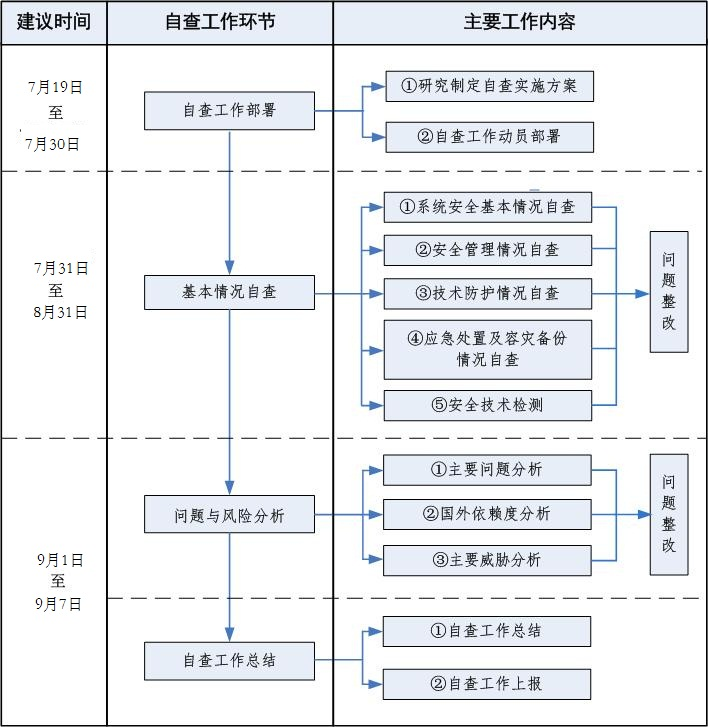 建议时间
自查工作环节
主要工作内容
7月19日
至
7月30日
自查工作部署
①研究制定自查实施方案
②自查工作动员部署
7月31日
至
8月31日
基本情况自查
①系统安全基本情况自查
②安全管理情况自查
③技术防护情况自查
④应急处置及容灾备份
情况自查
⑤安全技术检测
问题整改
9月1日
至
9月7日
问题与风险分析
①主要问题分析
②国外依赖度分析
③主要威胁分析
问题整改
自查工作总结
①自查工作总结
②自查工作上报